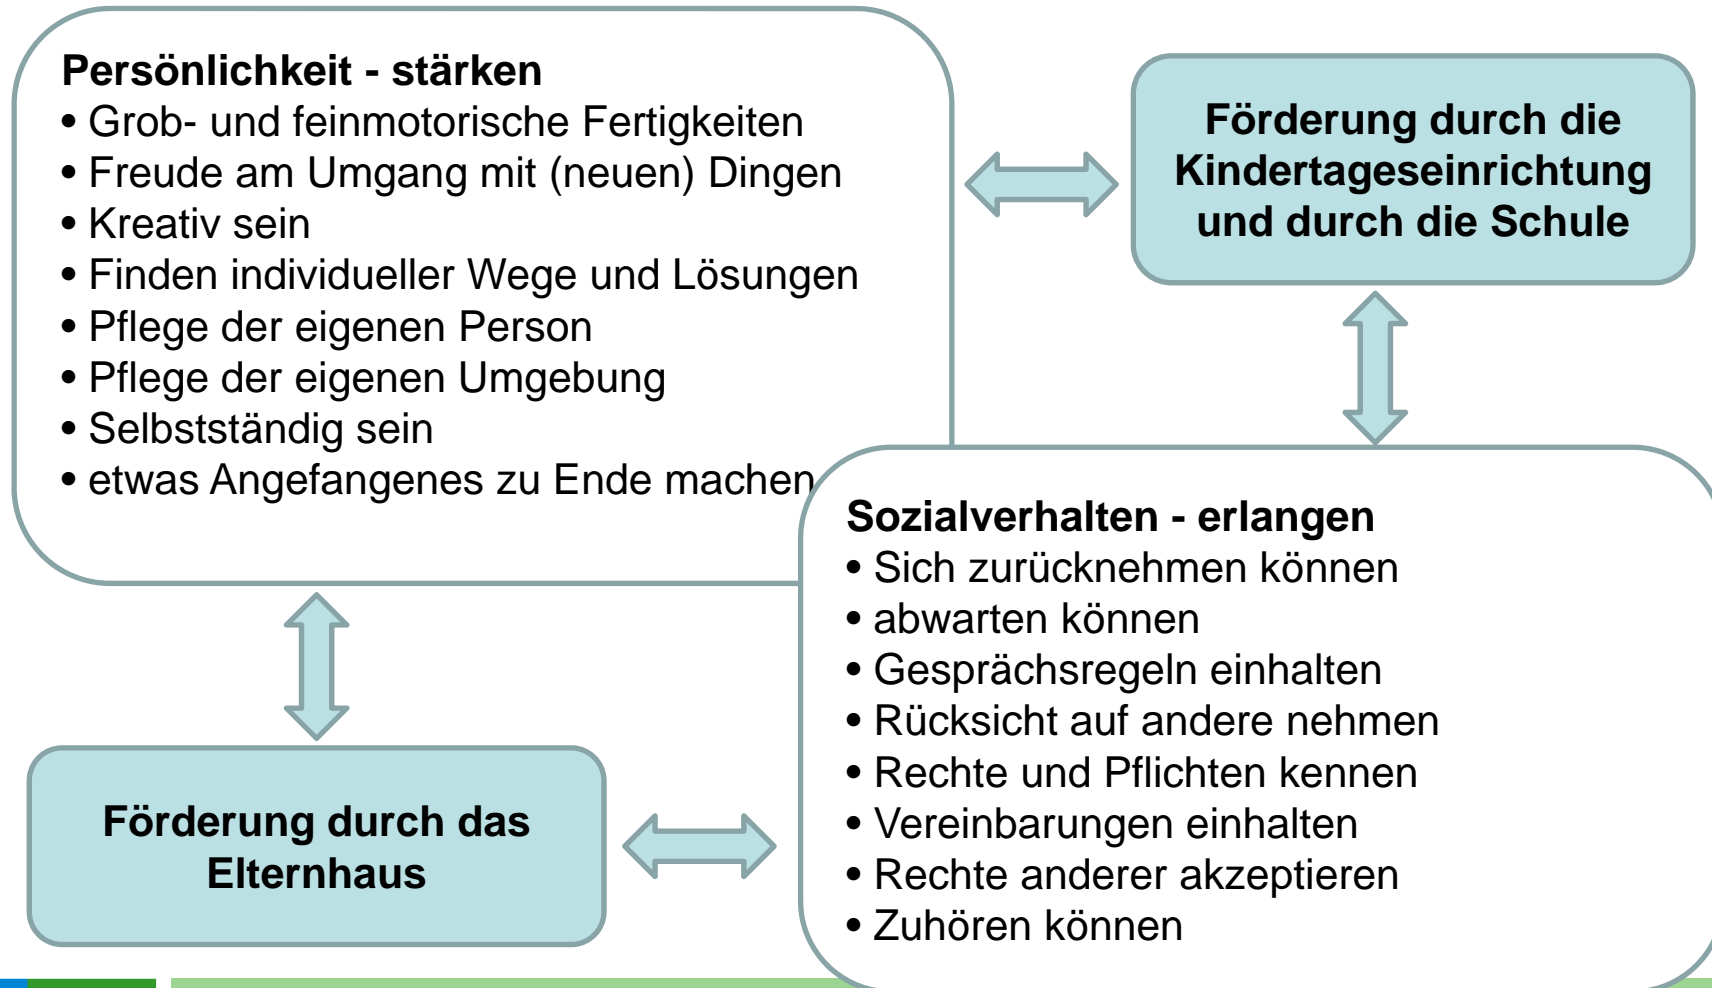 Persönlichkeit - stärken
• Grob- und feinmotorische Fertigkeiten
• Freude am Umgang mit (neuen) Dingen
• Kreativ sein
• Finden individueller Wege und Lösungen
• Pflege der eigenen Person
• Pflege der eigenen Umgebung
• Selbstständig sein
• etwas Angefangenes zu Ende machen
Förderung durch die
Kindertageseinrichtung
und durch die Schule
Förderung durch das
Elternhaus
Sozialverhalten - erlangen
• Sich zurücknehmen können
• abwarten können
• Gesprächsregeln einhalten
• Rücksicht auf andere nehmen
• Rechte und Pflichten kennen
• Vereinbarungen einhalten
• Rechte anderer akzeptieren
• Zuhören können